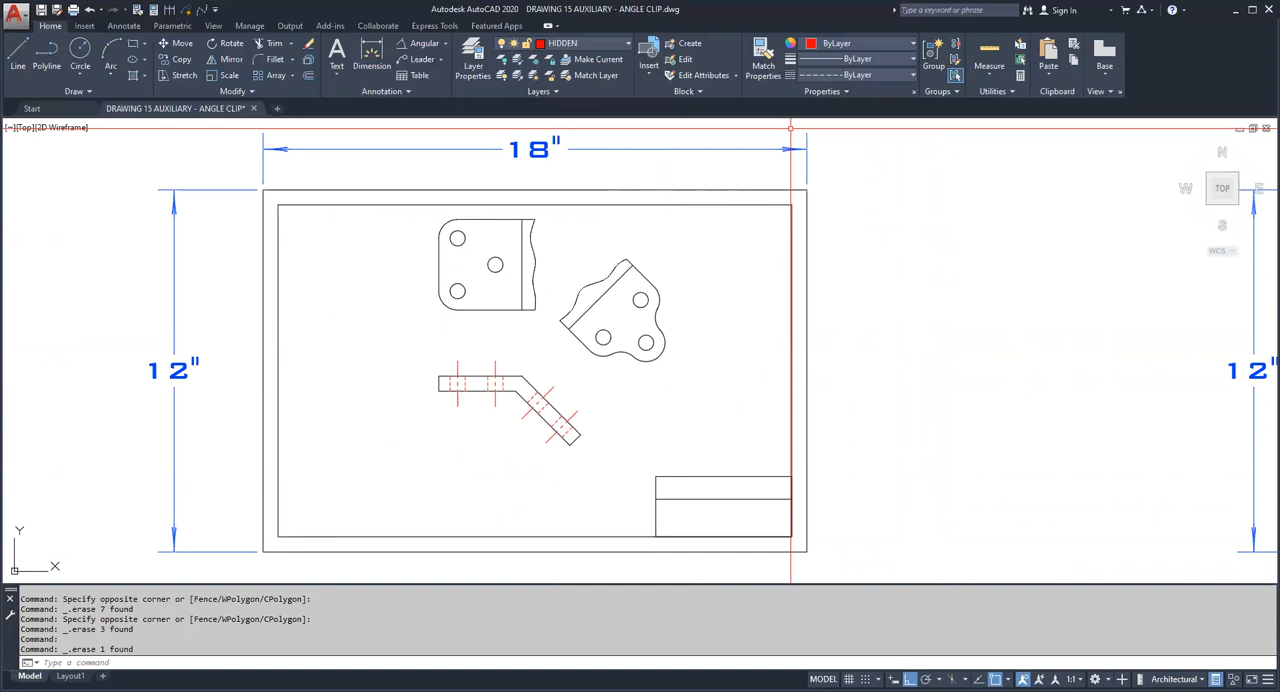 Autodesk AutoCAD 2020 DRAWING 15 AUXILIARY - ANGLE CLIP.dwg
Type a keyword or phrase
Sign In
Home Insert Annotate Parametric View Manage Output Add-ins Collaborate Express Tools Featured Apps
Line Polyline Circle Arc
Move Rotate Trim
Copy Mirror Fillet
Stretch Scale Array
Text Dimension
Angular
Leader
Table
Layer Properties
HIDDEN
Make Current
Match Layer
Insert
Create
Edit
Edit Attributes
Match Properties
ByLayer
ByLayer
ByLayer
Group
Measure
Paste
Base
Draw Modify Annotation Layers Block Properties Groups Utilities Clipboard View
Start DRAWING 15 AUXILIARY - ANGLE CLIP* +
[−][Top][2D Wireframe]
18"
12"
12"
N
W TOP E
S
WCS
Y
X
Command: Specify opposite corner or [Fence/WPolygon/CPolygon]:
Command: _.erase 7 found
Command: Specify opposite corner or [Fence/WPolygon/CPolygon]:
Command: _.erase 3 found
Command:
Command: _.erase 1 found
Type a command
Model Layout1 +
MODEL 1:1 Architectural